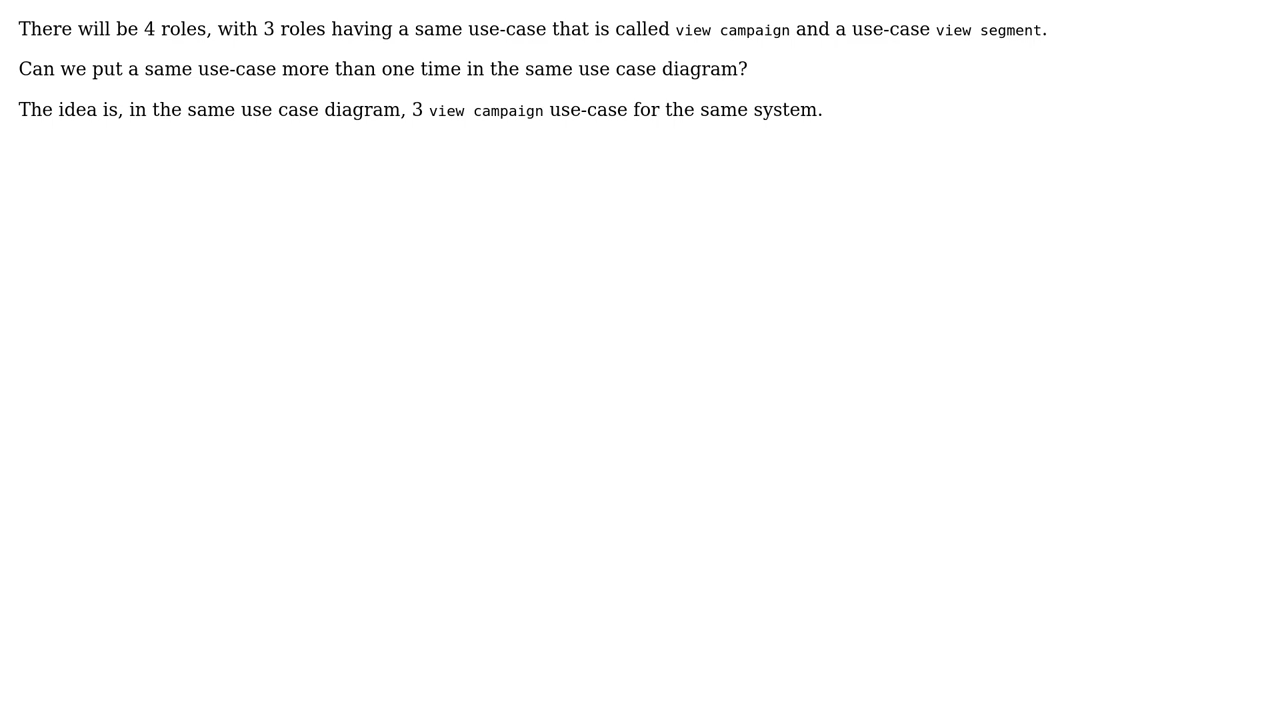 There will be 4 roles, with 3 roles having a same use-case that is called view campaign and a use-case view segment.
Can we put a same use-case more than one time in the same use case diagram?
The idea is, in the same use case diagram, 3 view campaign use-case for the same system.